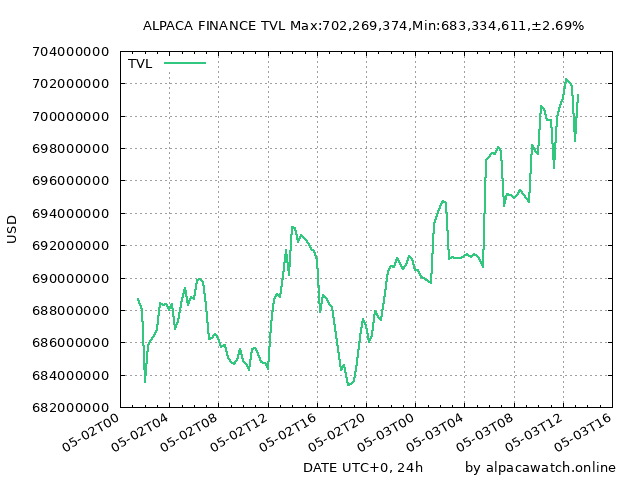 ALPACA FINANCE TVL Max:702,269,374,Min:683,334,611,±2.69%
TVL
704000000
702000000
700000000
698000000
696000000
694000000
692000000
690000000
688000000
686000000
684000000
682000000
USD
05-02T00
05-02T04
05-02T08
05-02T12
05-02T16
05-02T20
05-03T00
05-03T04
05-03T08
05-03T12
05-03T16
DATE UTC+0, 24h
by alpacawatch.online